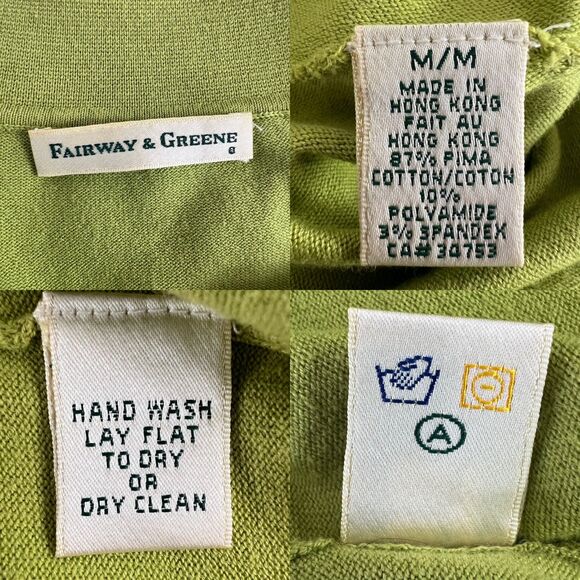 FAIRWAY & GREENE
®
M/M
MADE IN
HONG KONG
FAIT AU
HONG KONG
87% PIMA
COTTON/COTON
10%
POLYAMIDE
3% SPANDEX
CA# 34753
HAND WASH
LAY FLAT
TO DRY
OR
DRY CLEAN
A